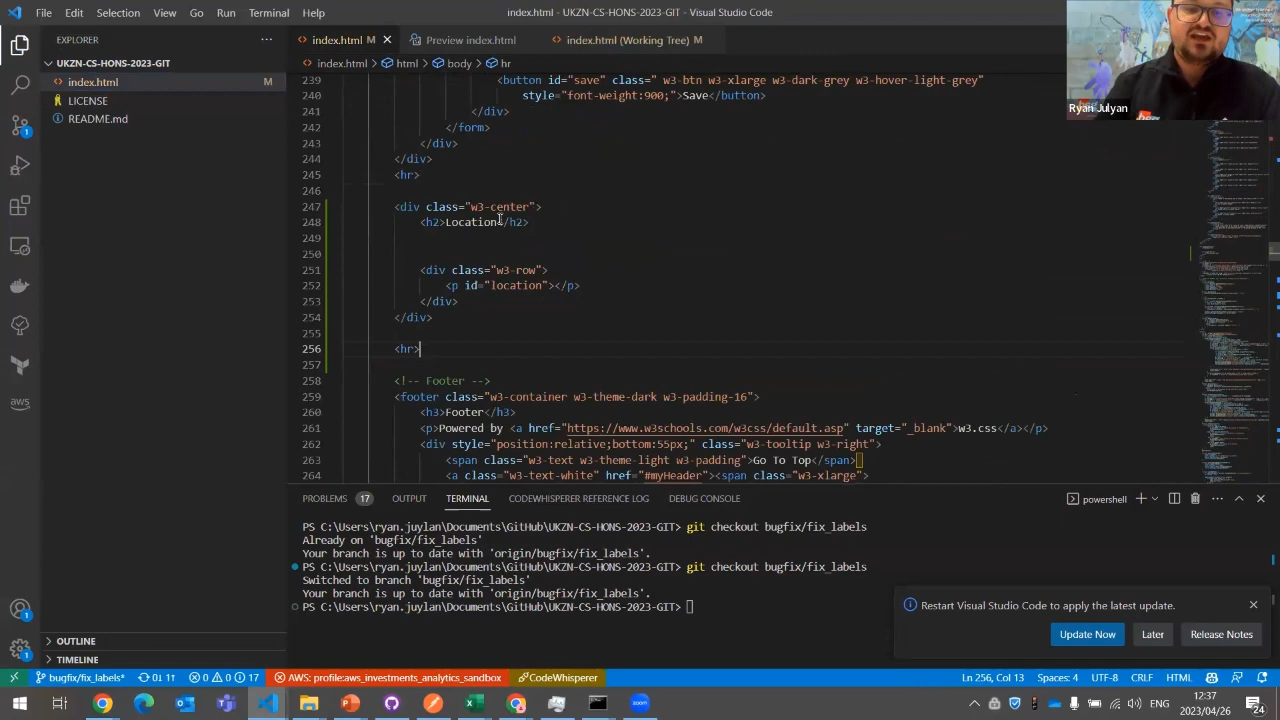 File Edit Selection View Go Run Terminal Help
index.html - UKZN-CS-HONS-2023-GIT - Visual Studio Code
EXPLORER
UKZN-CS-HONS-2023-GIT
index.html M
LICENSE
README.md
OUTLINE
TIMELINE
aws
1
1
1
index.html M
Preview index.html
index.html (Working Tree) M
index.html > html > body > hr
239 <button id="save" class=" w3-btn w3-xlarge w3-dark-grey w3-hover-light-grey"
240 style="font-weight:900;">Save</button>
241 </div>
242 </form>
243 </div>
244 </div>
245 <hr>
246
247 <div class="w3-center">
248 <h2>Location</h2>
249
250
251 <div class="w3-row">
252 <p id="location"></p>
253 </div>
254 </div>
255
256 <hr>
257
258 <!-- Footer -->
259 <footer class="w3-container w3-theme-dark w3-padding-16">
260 <h3></h3>
261 <p>Powered by <a href="https://www.w3schools.com/w3css/default.asp" target="_blank">w3.css</a></p>
262 <div style="position:relative;bottom:55px;" class="w3-tooltip w3-right">
263 <span class="w3-text w3-theme-light w3-padding">Go To Top</span>
264 <a class="w3-text-white" href="#myHeader"><span class="w3-xlarge">
Ryan Julyan
PROBLEMS 17 OUTPUT TERMINAL CODEWHISPERER REFERENCE LOG DEBUG CONSOLE
powershell
PS C:\Users\ryan.juylan\Documents\GitHub\UKZN-CS-HONS-2023-GIT> git checkout bugfix/fix_labels
Already on 'bugfix/fix_labels'
Your branch is up to date with 'origin/bugfix/fix_labels'.
PS C:\Users\ryan.juylan\Documents\GitHub\UKZN-CS-HONS-2023-GIT> git checkout bugfix/fix_labels
Switched to branch 'bugfix/fix_labels'
Your branch is up to date with 'origin/bugfix/fix_labels'.
PS C:\Users\ryan.juylan\Documents\GitHub\UKZN-CS-HONS-2023-GIT>
Restart Visual Studio Code to apply the latest update.
Update Now Later Release Notes
bugfix/fix_labels* 0↓ 1↑ 0 0 17 AWS: profile:aws_investments_analytics_sandbox CodeWhisperer Ln 256, Col 13 Spaces: 4 UTF-8 CRLF HTML
zoom
ENG
12:37
2023/04/26
24